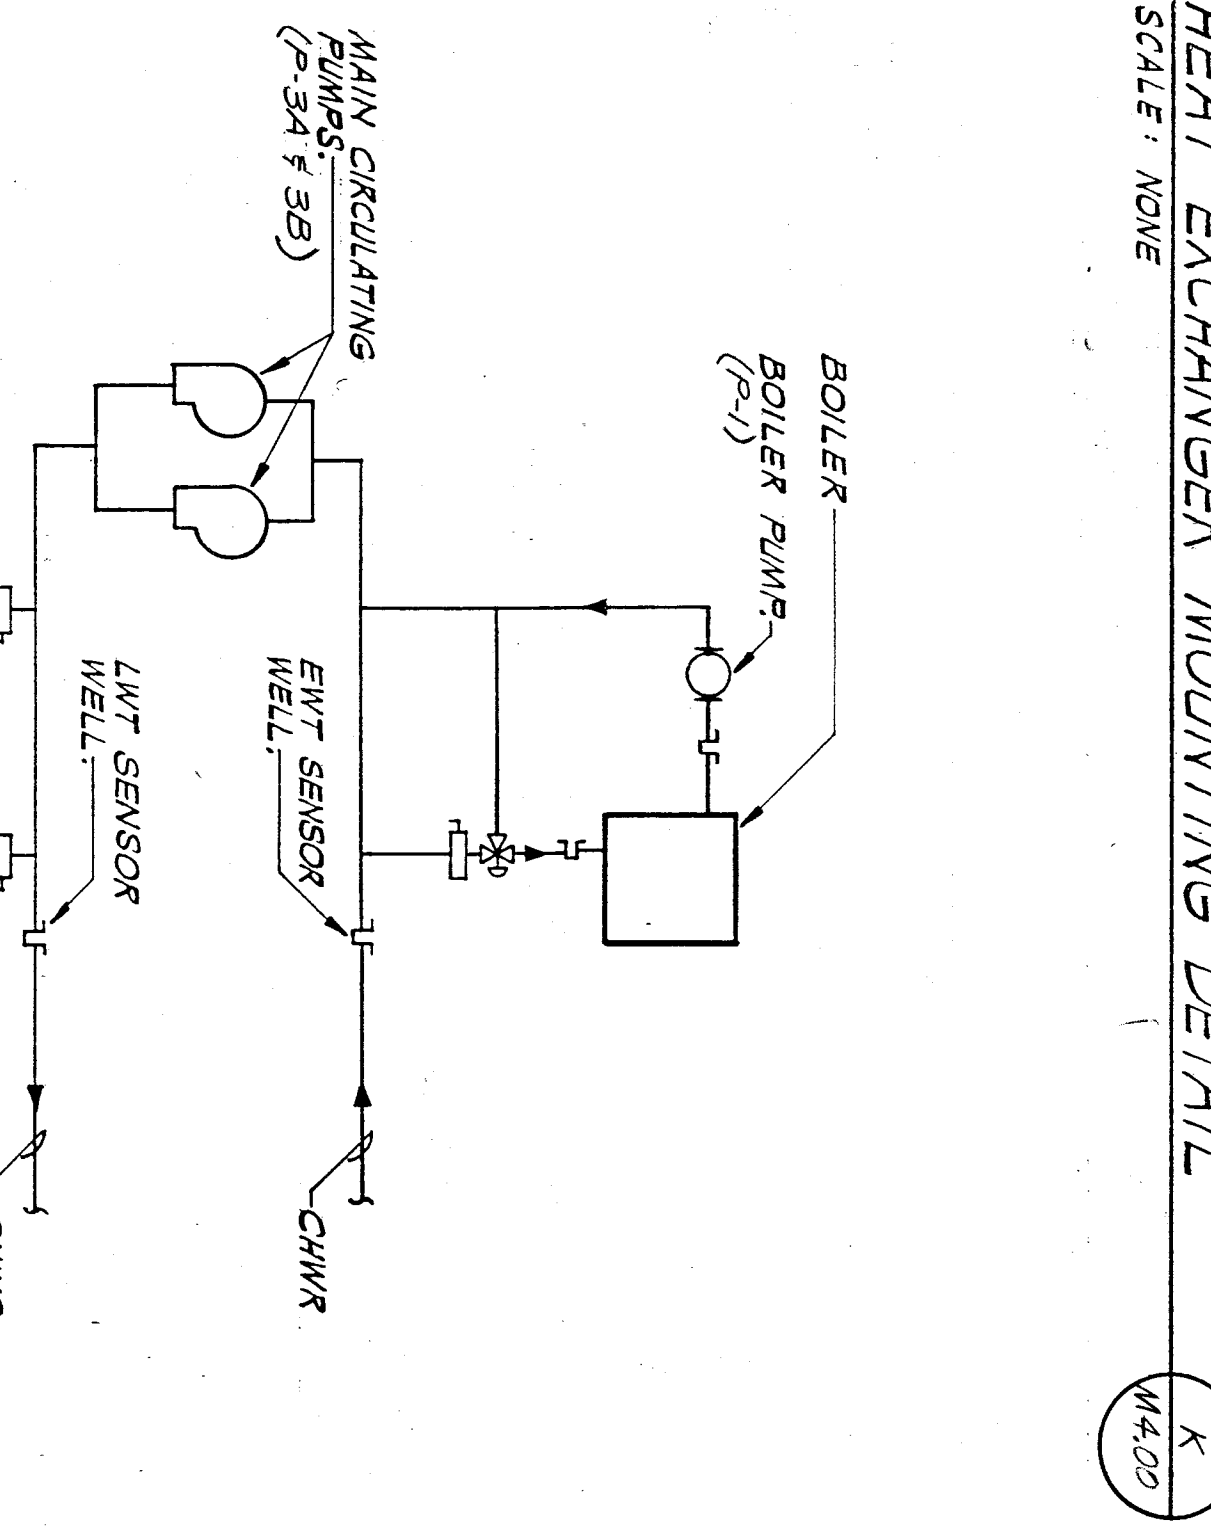 HEAT EXCHANGER MOUNTING DETAIL
SCALE: NONE
K
M4.00
BOILER
BOILER PUMP.
(P-1)
MAIN CIRCULATING
PUMPS.
(P-3A & 3B)
EWT SENSOR
WELL.
CHWR
LWT SENSOR
WELL.